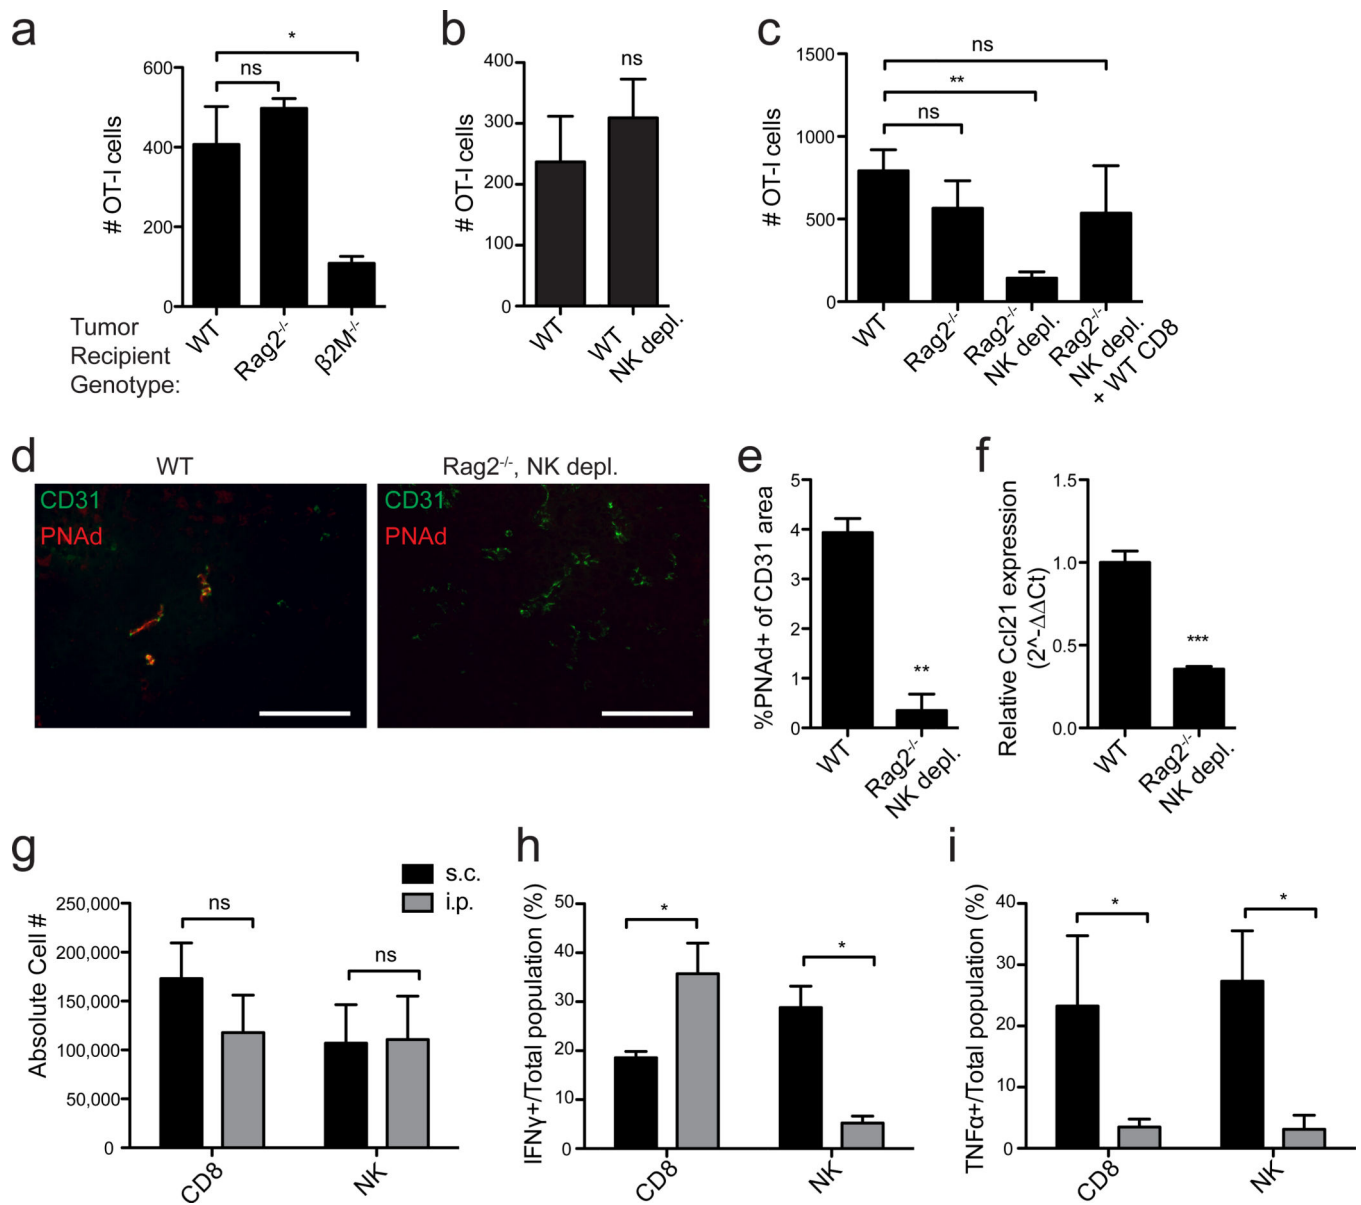 a
*
ns
600
400
200
0
# OT-I cells
Tumor
Recipient
Genotype:
WT
Rag2-/-
β2M-/-
b
ns
400
300
200
100
0
# OT-I cells
WT
WT
NK depl.
c
ns
**
ns
1500
1000
500
0
# OT-I cells
WT
Rag2-/-
Rag2-/-
NK depl.
Rag2-/-
NK depl.
+ WT CD8
d
WT
Rag2-/-, NK depl.
CD31
PNAd
CD31
PNAd
e
5
4
3
2
1
0
%PNAd+ of CD31 area
**
WT
Rag2-/-
NK depl.
f
1.5
1.0
0.5
0.0
Relative Ccl21 expression
(2^-ΔΔCt)
***
WT
Rag2-/-
NK depl.
g
s.c.
i.p.
250,000
200,000
150,000
100,000
50,000
0
Absolute Cell #
ns
ns
CD8
NK
h
50
40
30
20
10
0
IFNγ+/Total population (%)
*
*
CD8
NK
i
40
30
20
10
0
TNFα+/Total population (%)
*
*
CD8
NK